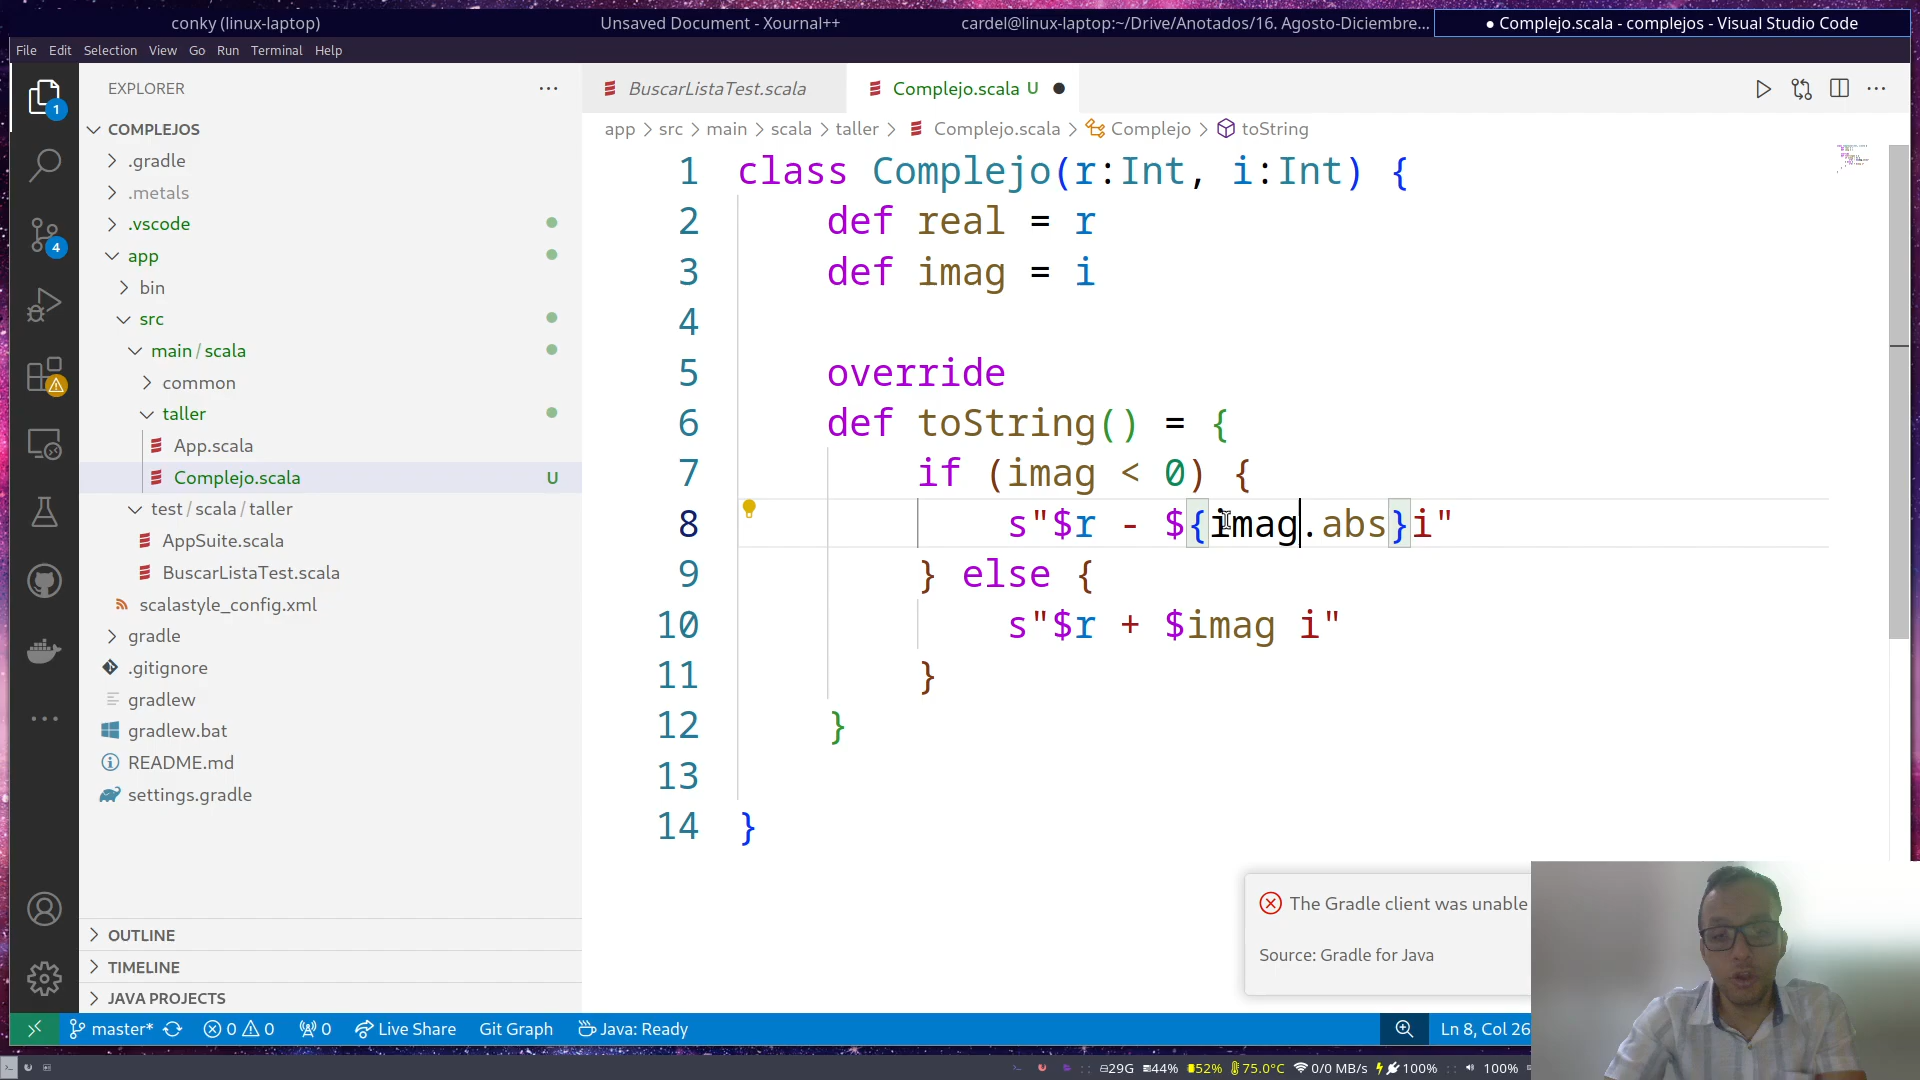 conky (linux-laptop)
Unsaved Document - Xournal++
cardel@linux-laptop:~/Drive/Anotados/16. Agosto-Diciembre...
● Complejo.scala - complejos - Visual Studio Code
File Edit Selection View Go Run Terminal Help
EXPLORER
BuscarListaTest.scala
Complejo.scala U
app > src > main > scala > taller > Complejo.scala > Complejo > toString
COMPLEJOS
.gradle
.metals
.vscode
app
bin
src
main/scala
common
taller
App.scala
Complejo.scala U
test/scala/taller
AppSuite.scala
BuscarListaTest.scala
scalastyle_config.xml
gradle
.gitignore
gradlew
gradlew.bat
README.md
settings.gradle
OUTLINE
TIMELINE
JAVA PROJECTS
1
4
1 class Complejo(r:Int, i:Int) {
2 def real = r
3 def imag = i
4
5 override
6 def toString() = {
7 if (imag < 0) {
8 s"$r - ${imag.abs}i"
9 } else {
10 s"$r + $imag i"
11 }
12 }
13
14 }
The Gradle client was unable
Source: Gradle for Java
master* 0 0 0 Live Share Git Graph Java: Ready
Ln 8, Col 26
29G 44% 52% 75.0°C 0/0 MB/s 100% 100%